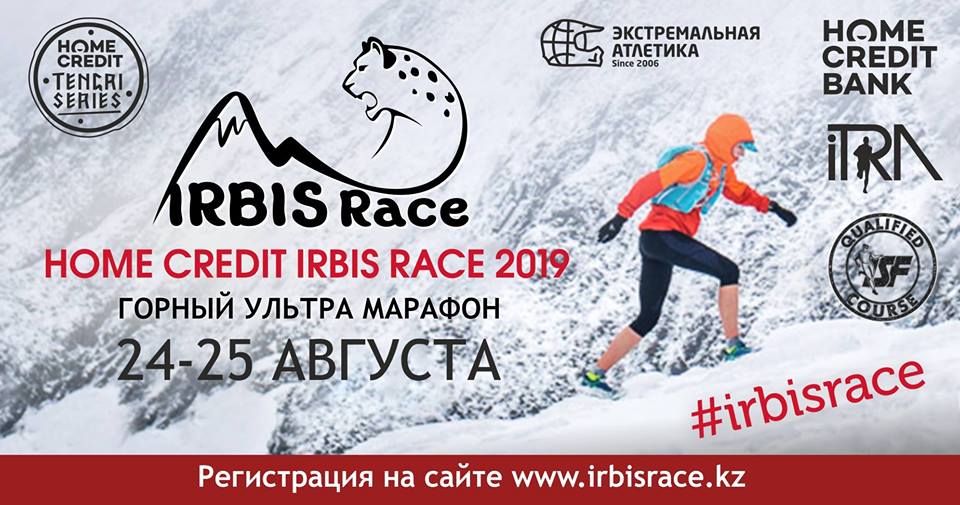 HOME
CREDIT
TENGRI
SERIES
IRBIS Race
HOME CREDIT IRBIS RACE 2019
ГОРНЫЙ УЛЬТРА МАРАФОН
24-25 АВГУСТА
ЭКСТРЕМАЛЬНАЯ
АТЛЕТИКА
Since 2006
HOME
CREDIT
BANK
iTRA
QUALIFIED
SF
COURSE
#irbisrace
Регистрация на сайте www.irbisrace.kz